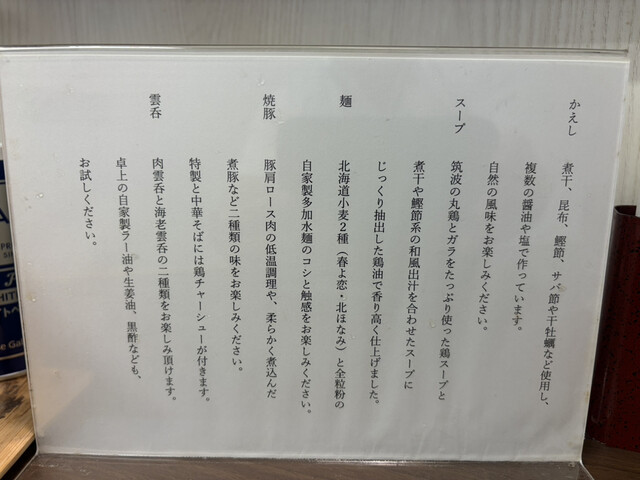 かえし
煮干、昆布、鰹節、サバ節や干牡蠣など使用し、
複数の醤油や塩で作っています。
自然の風味をお楽しみください。
スープ
筑波の丸鶏とガラをたっぷり使った鶏スープと
煮干や鰹節系の和風出汁を合わせたスープに
じっくり抽出した鶏油で香り高く仕上げました。
麺
北海道小麦2種（春よ恋・北ほなみ）と全粒粉の
自家製多加水麺のコシと触感をお楽しみください。
焼豚
豚肩ロース肉の低温調理や、柔らかく煮込んだ
煮豚など二種類の味をお楽しみください。
特製と中華そばには鶏チャーシューが付きます。
雲呑
肉雲呑と海老雲呑の二種類をお楽しみ頂けます。
卓上の自家製ラー油や生姜油、黒酢なども、
お試しください。